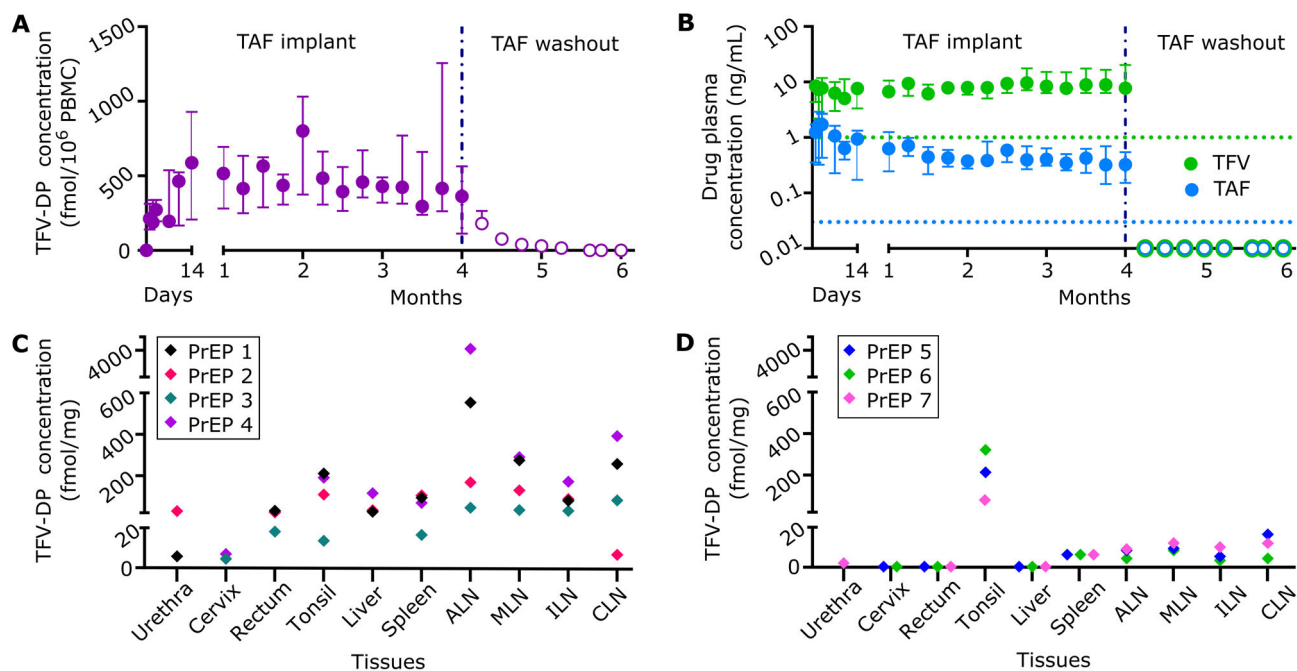 A
TFV-DP concentration
(fmol/10⁶ PBMC)
1500
1000
500
0
TAF implant
TAF washout
14
1
2
3
4
5
6
Days
Months
B
Drug plasma
concentration (ng/mL)
100
10
1
0.1
0.01
TAF implant
TAF washout
TFV
TAF
14
1
2
3
4
5
6
Days
Months
C
TFV-DP concentration
(fmol/mg)
4000
600
400
200
20
0
PrEP 1
PrEP 2
PrEP 3
PrEP 4
Urethra
Cervix
Rectum
Tonsil
Liver
Spleen
ALN
MLN
ILN
CLN
Tissues
D
TFV-DP concentration
(fmol/mg)
4000
600
400
200
20
0
PrEP 5
PrEP 6
PrEP 7
Urethra
Cervix
Rectum
Tonsil
Liver
Spleen
ALN
MLN
ILN
CLN
Tissues